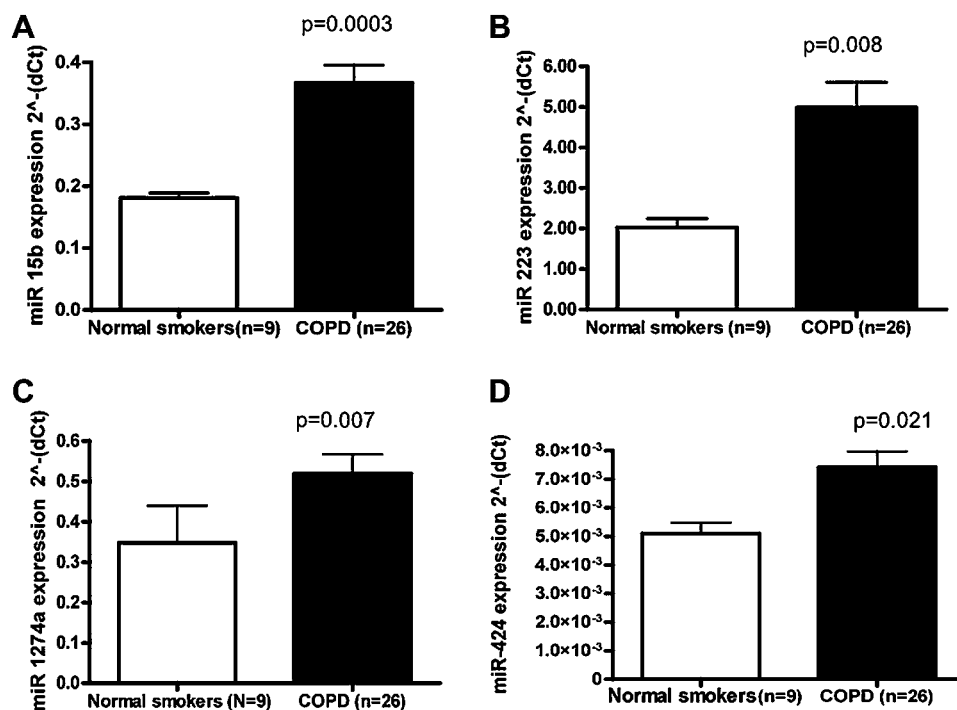 A
p=0.0003
miR 15b expression 2^-(dCt)
0.4
0.3
0.2
0.1
0.0
Normal smokers(n=9)
COPD (n=26)
B
p=0.008
miR 223 expression 2^-(dCt)
6.00
5.00
4.00
3.00
2.00
1.00
0.00
Normal smokers (n=9)
COPD (n=26)
C
p=0.007
miR 1274a expression 2^-(dCt)
0.6
0.5
0.4
0.3
0.2
0.1
0.0
Normal smokers (N=9)
COPD (n=26)
D
p=0.021
miR-424 expression 2^-(dCt)
8.0×10⁻³
7.0×10⁻³
6.0×10⁻³
5.0×10⁻³
4.0×10⁻³
3.0×10⁻³
2.0×10⁻³
1.0×10⁻³
0
Normal smokers(n=9)
COPD (n=26)